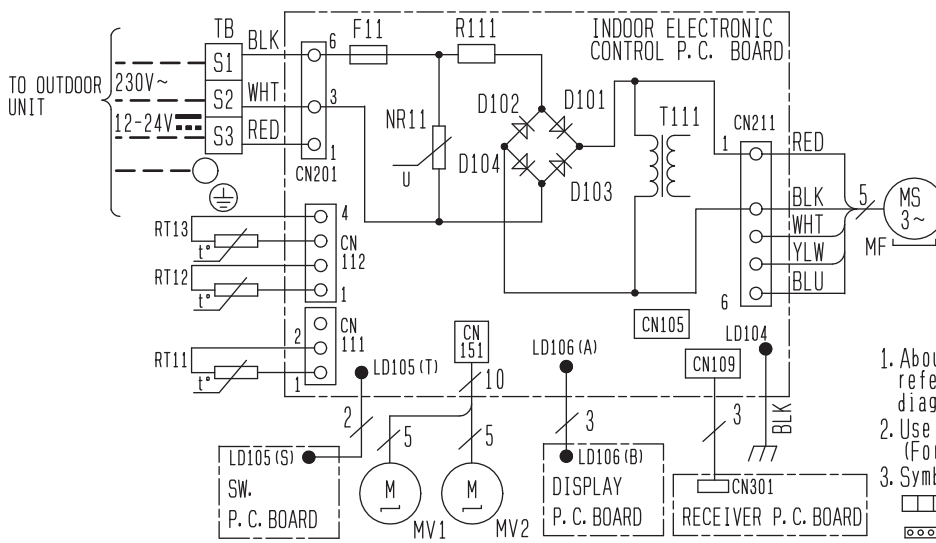 TB
BLK
6
F11
R111
INDOOR ELECTRONIC
CONTROL P.C. BOARD
TO OUTDOOR
UNIT
S1
230V~
S2
WHT
3
12-24V
S3
RED
1
CN201
NR11
U
D102
D101
D104
D103
T111
CN211
1
RED
BLK
WHT
YLW
BLU
6
5
MS
3~
MF
RT13
t°
4
CN
112
RT12
t°
1
CN
111
2
RT11
t°
1
LD105(T)
CN
151
10
LD106(A)
CN105
CN109
LD104
BLK
2
5
5
3
3
LD105(S)
SW.
P.C.BOARD
M
MV1
M
MV2
LD106(B)
DISPLAY
P.C.BOARD
CN301
RECEIVER P.C.BOARD
1. Abou
refe
diag
2. Use
(Fo
3. Symb